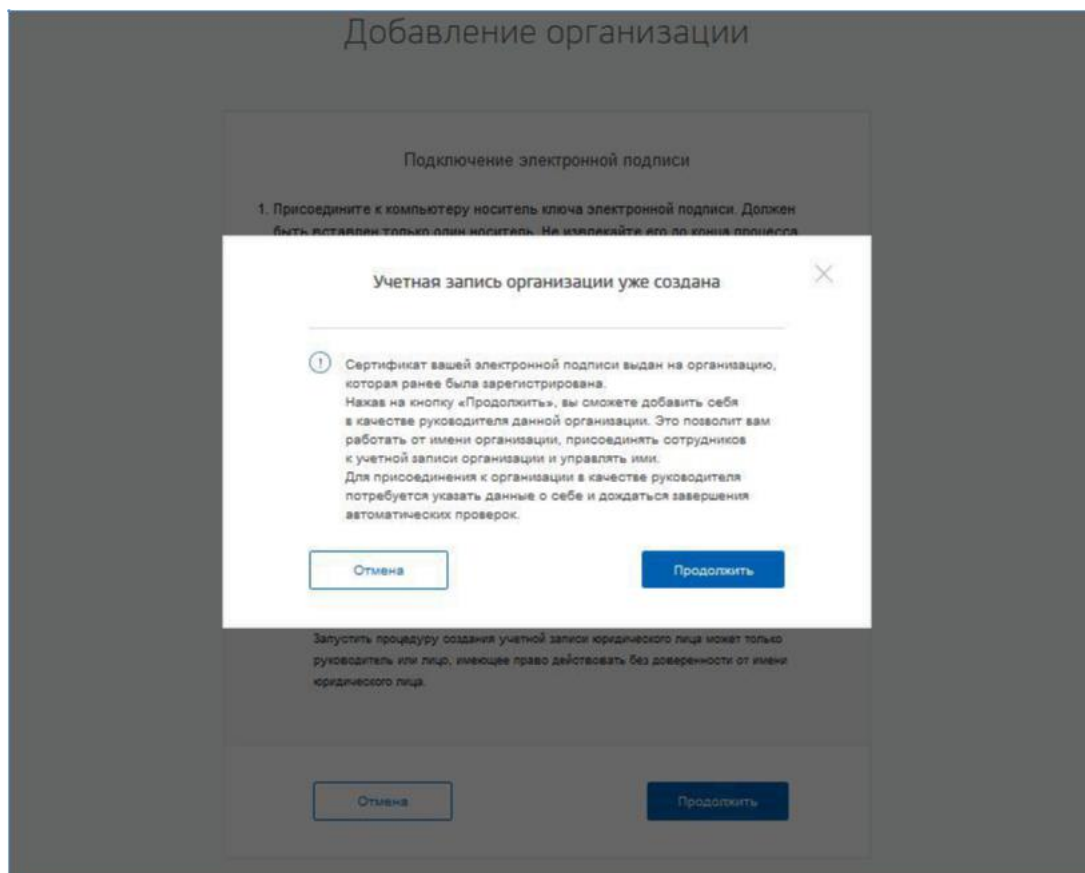 Добавление организации
Подключение электронной подписи
1. Присоедините к компьютеру носитель ключа электронной подписи. Должен
быть вставлен только один носитель. Не извлекайте его до конца процесса
Учетная запись организации уже создана
Сертификат вашей электронной подписи выдан на организацию,
которая ранее была зарегистрирована.
Нажав на кнопку «Продолжить», вы сможете добавить себя
в качестве руководителя данной организации. Это позволит вам
работать от имени организации, присоединять сотрудников
к учетной записи организации и управлять ими.
Для присоединения к организации в качестве руководителя
потребуется указать данные о себе и дождаться завершения
автоматических проверок.
Отмена
Продолжить
Запустить процедуру создания учетной записи юридического лица может только
руководитель или лицо, имеющее право действовать без доверенности от имени
юридического лица.
Отмена
Продолжить